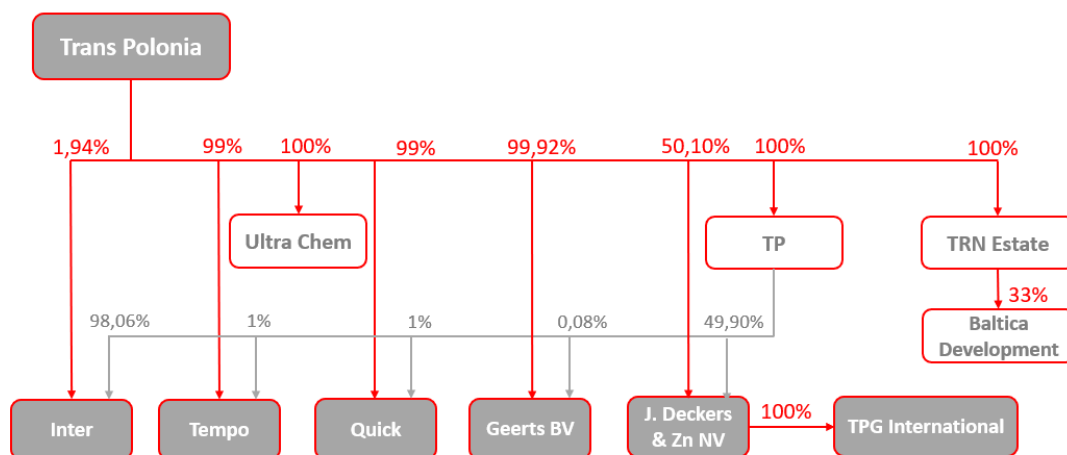 Trans Polonia
1,94%
99%
100%
99%
99,92%
50,10%
100%
100%
Ultra Chem
TP
TRN Estate
33%
98,06%
1%
1%
0,08%
49,90%
Baltica
Development
Inter
Tempo
Quick
Geerts BV
J. Deckers
& Zn NV
100%
TPG International